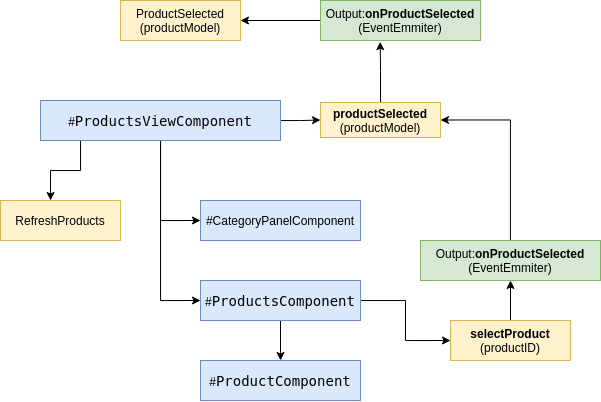 ProductSelected
(productModel)
Output:onProductSelected
(EventEmmiter)
#ProductsViewComponent
productSelected
(productModel)
RefreshProducts
#CategoryPanelComponent
Output:onProductSelected
(EventEmmiter)
#ProductsComponent
selectProduct
(productID)
#ProductComponent